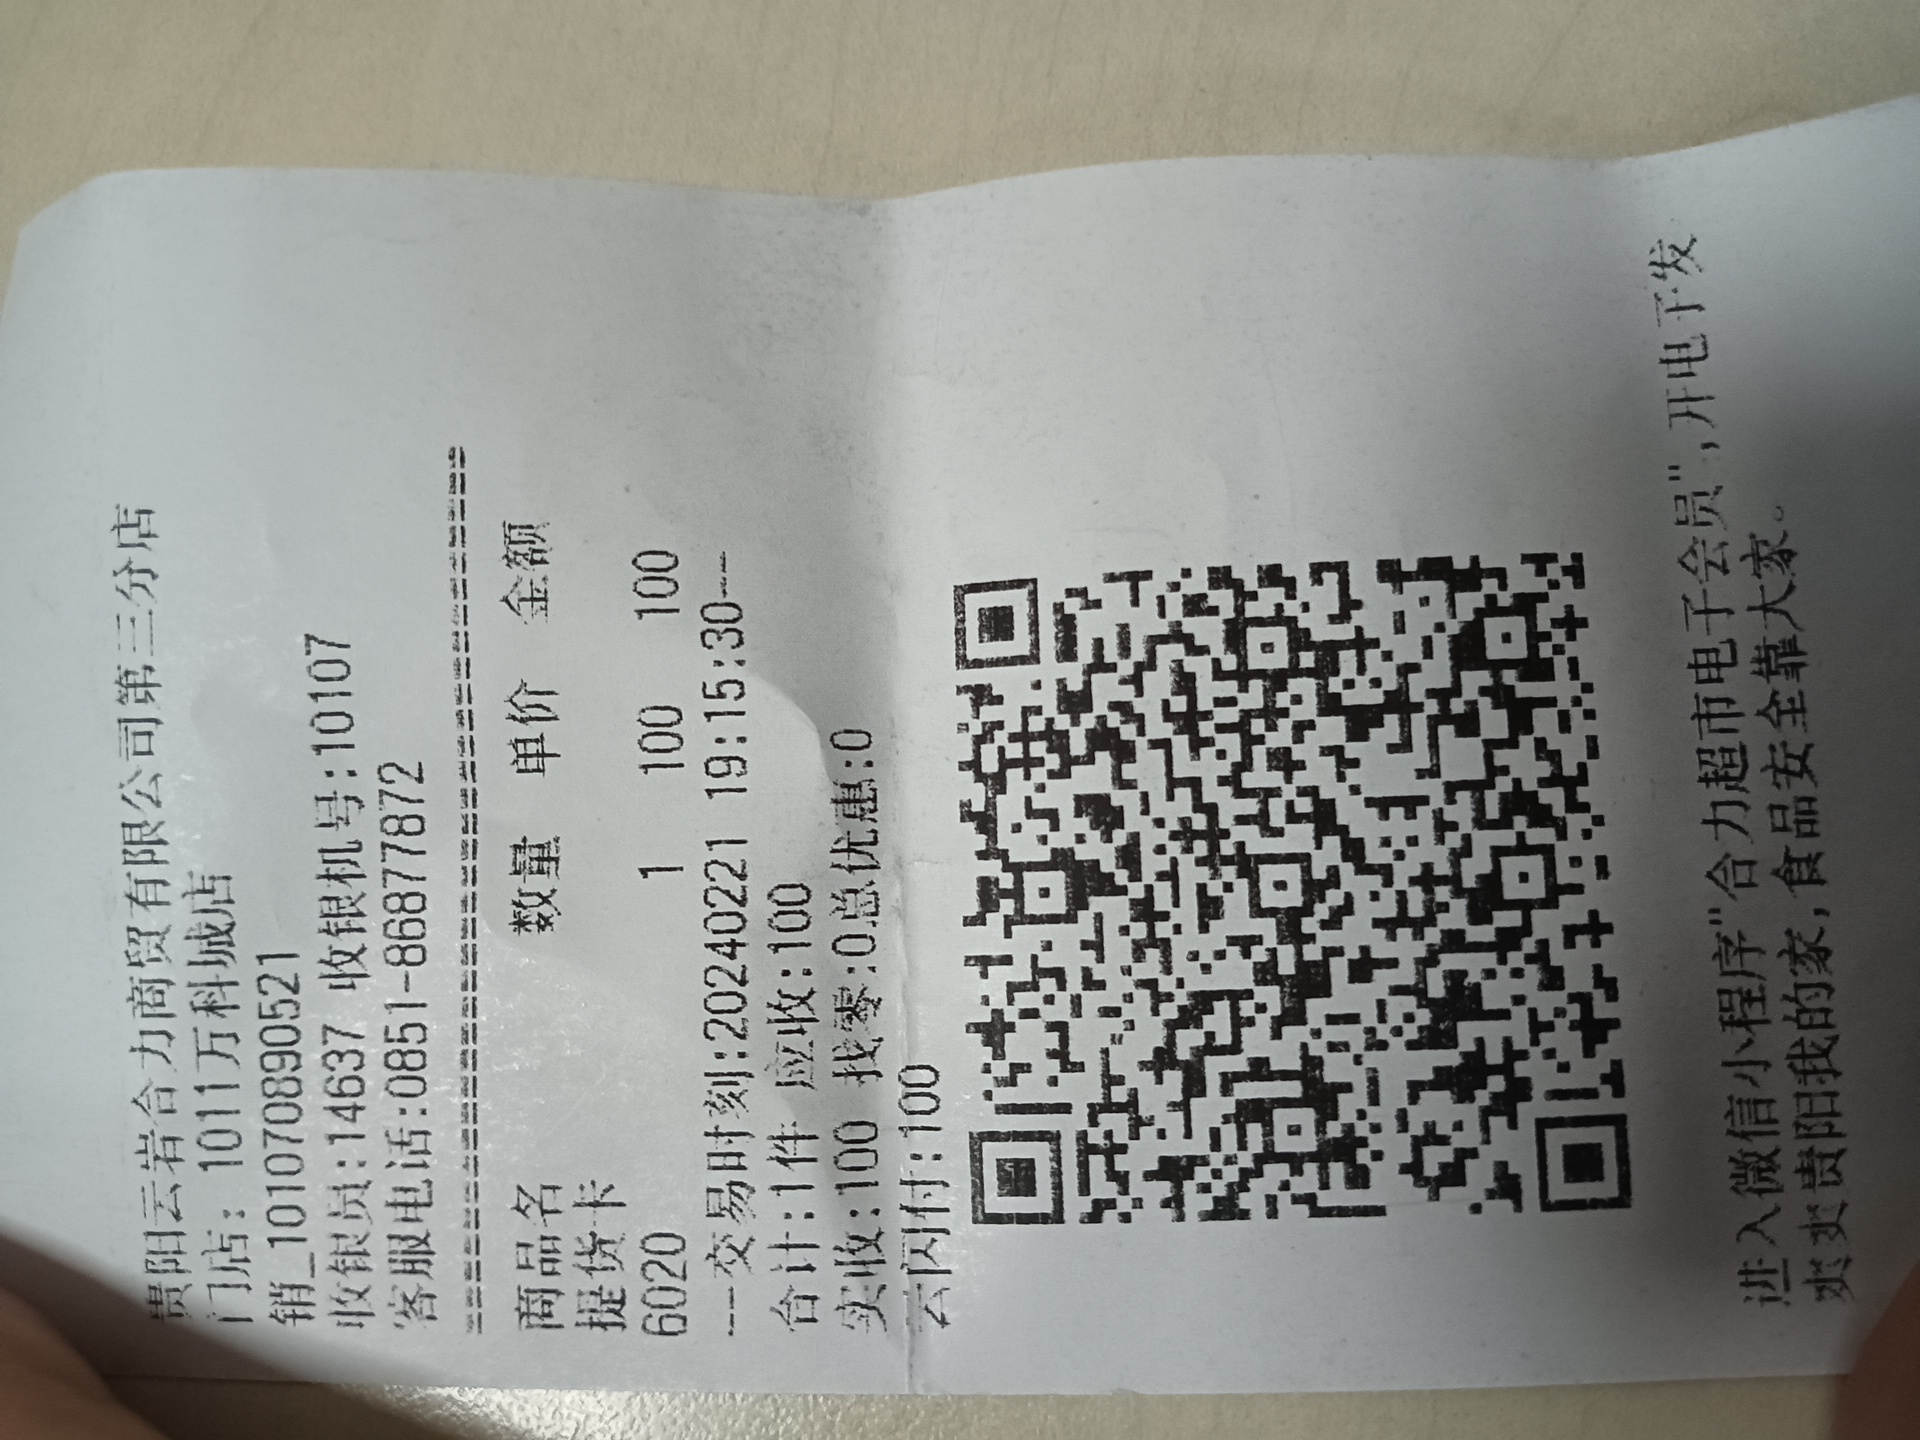 贵阳云岩合力商贸有限公司第三分店
门店: 1011万科城店
销_101070890521
收银员:14637 收银机号:10107
客服电话:0851-86877872
================================
商品名 数量 单价 金额
提货卡
6020 1 100 100
---交易时刻:20240221 19:15:30---
合计:1件 应收:100
实收:100 找零:0总优惠:0
云闪付:100
进入微信小程序"合力超市电子会员",开电子发
爽爽贵阳我的家,食品安全靠大家。